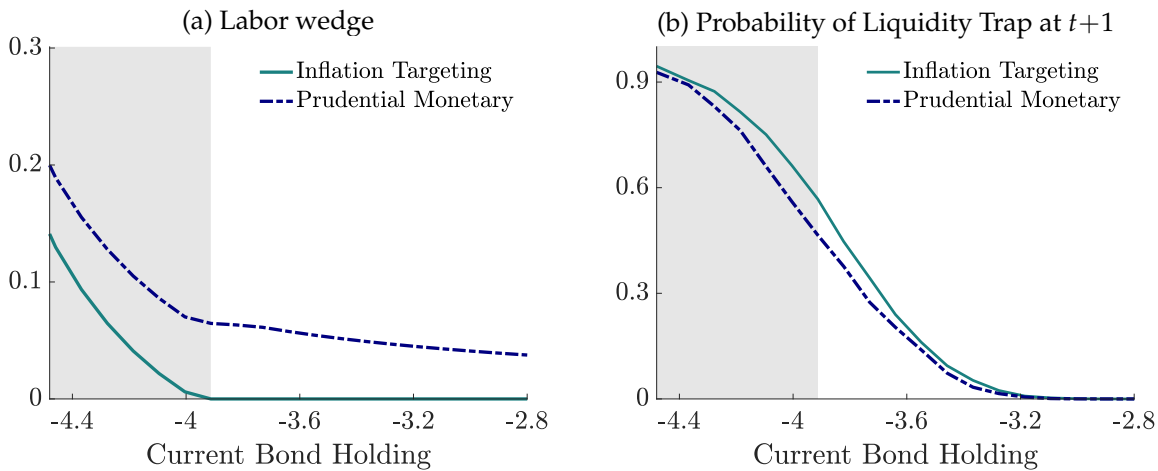 (a) Labor wedge
0.3
0.2
0.1
0
Inflation Targeting
Prudential Monetary
-4.4 -4 -3.6 -3.2 -2.8
Current Bond Holding
(b) Probability of Liquidity Trap at t+1
0.9
0.6
0.3
0
Inflation Targeting
Prudential Monetary
-4.4 -4 -3.6 -3.2 -2.8
Current Bond Holding